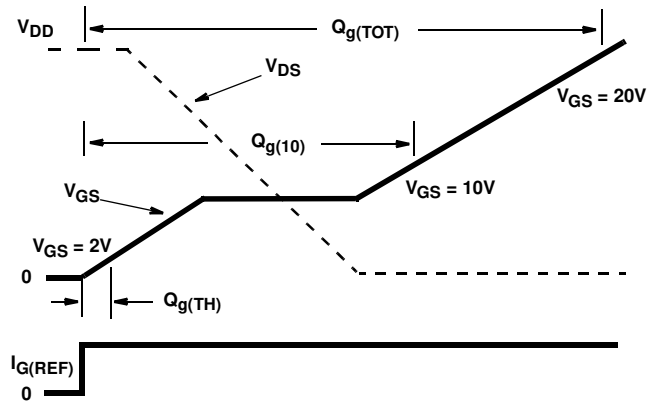 V_DD
Q_g(TOT)
V_DS
V_GS = 20V
Q_g(10)
V_GS
V_GS = 10V
V_GS = 2V
0
Q_g(TH)
I_G(REF)
0